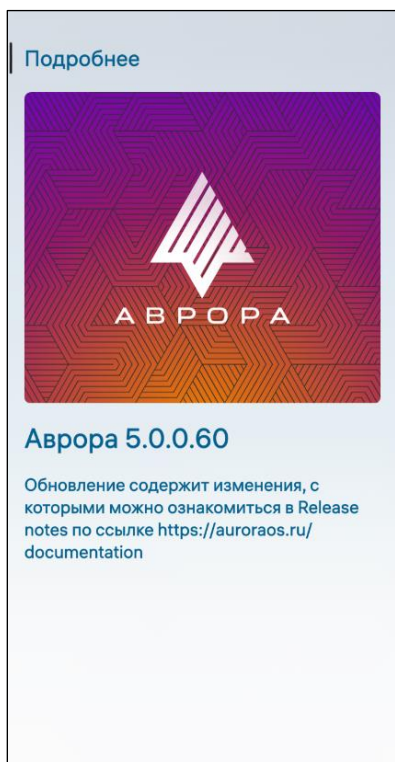 Подробнее
АВРОРА
Аврора 5.0.0.60
Обновление содержит изменения, с
которыми можно ознакомиться в Release
notes по ссылке https://auroraos.ru/
documentation